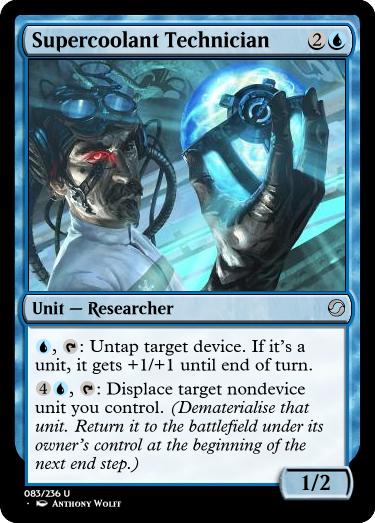 Supercoolant Technician 2
Unit — Researcher
, : Untap target device. If it's a
unit, it gets +1/+1 until end of turn.
4 , : Displace target nondevice
unit you control. (Dematerialise that
unit. Return it to the battlefield under its
owner's control at the beginning of the
next end step.)
1/2
083/236 U
· Anthony Wolff